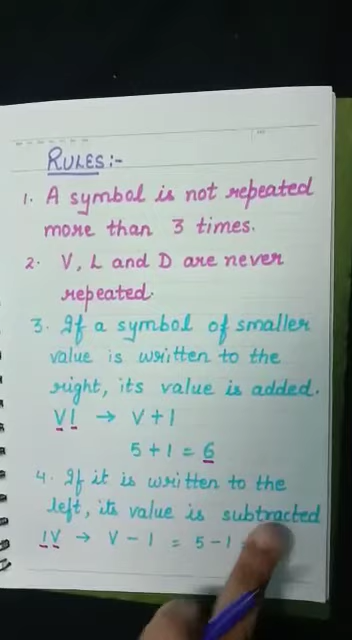 RULES:-
1. A symbol is not repeated
more than 3 times.
2. V, L and D are never
repeated.
3. If a symbol of smaller
value is written to the
right, its value is added.
VI → V+1
5+1 = 6
4. If it is written to the
left, its value is subtracted
IV → V-1 = 5-1